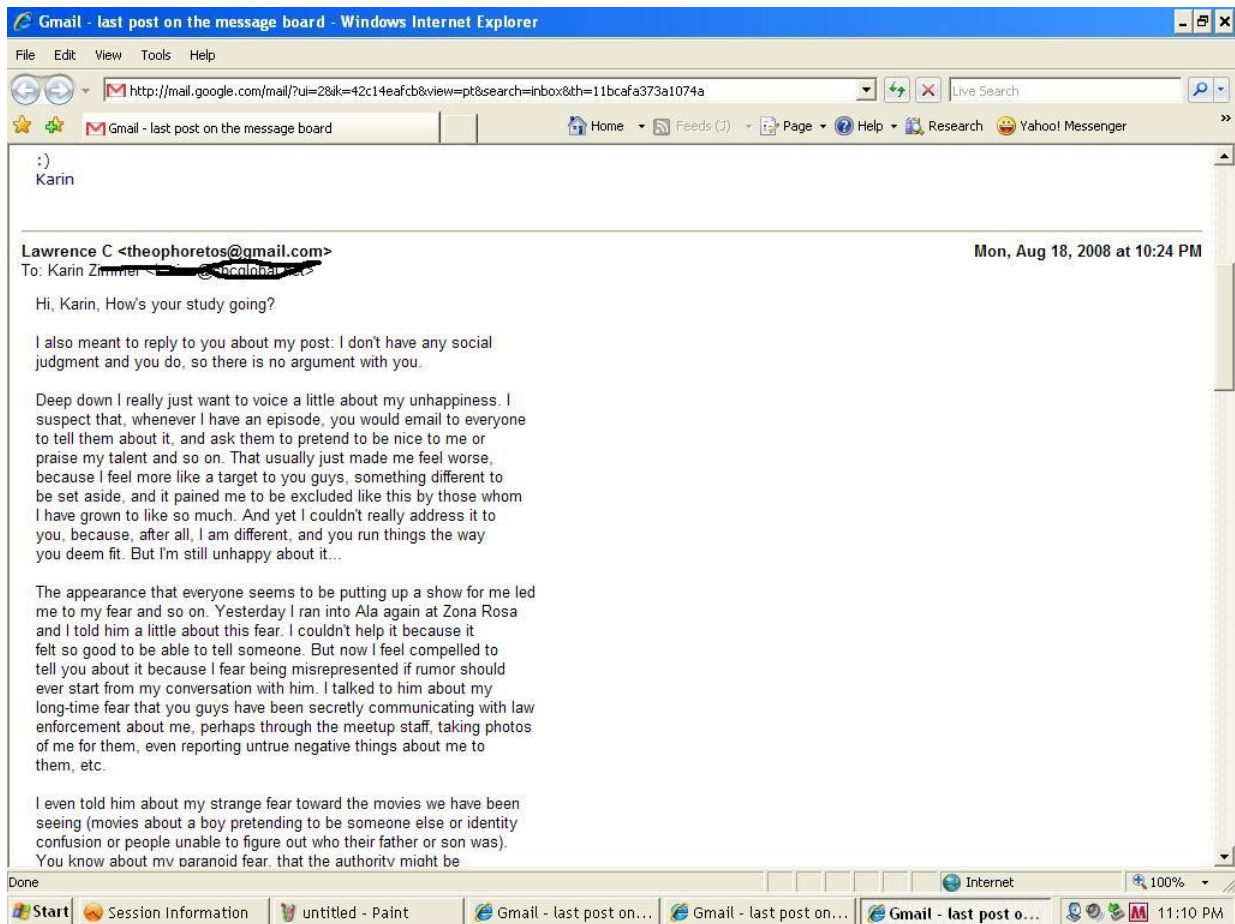 Gmail - last post on the message board - Windows Internet Explorer
File Edit View Tools Help
http://mail.google.com/mail/?ui=2&ik=42c14eafcb&view=pt&search=inbox&th=11bcafa373a1074a
Live Search
Gmail - last post on the message board
Home Feeds (J) Page Help Research Yahoo! Messenger »
:)
Karin
Lawrence C <theophoretos@gmail.com>
Mon, Aug 18, 2008 at 10:24 PM
To: Karin
Hi, Karin, How's your study going?
I also meant to reply to you about my post: I don't have any social
judgment and you do, so there is no argument with you.
Deep down I really just want to voice a little about my unhappiness. I
suspect that, whenever I have an episode, you would email to everyone
to tell them about it, and ask them to pretend to be nice to me or
praise my talent and so on. That usually just made me feel worse,
because I feel more like a target to you guys, something different to
be set aside, and it pained me to be excluded like this by those whom
I have grown to like so much. And yet I couldn't really address it to
you, because, after all, I am different, and you run things the way
you deem fit. But I'm still unhappy about it...
The appearance that everyone seems to be putting up a show for me led
me to my fear and so on. Yesterday I ran into Ala again at Zona Rosa
and I told him a little about this fear. I couldn't help it because it
felt so good to be able to tell someone. But now I feel compelled to
tell you about it because I fear being misrepresented if rumor should
ever start from my conversation with him. I talked to him about my
long-time fear that you guys have been secretly communicating with law
enforcement about me, perhaps through the meetup staff, taking photos
of me for them, even reporting untrue negative things about me to
them, etc.
I even told him about my strange fear toward the movies we have been
seeing (movies about a boy pretending to be someone else or identity
confusion or people unable to figure out who their father or son was).
You know about my paranoid fear, that the authority might be
Done
Internet
100%
Start
Session Information
untitled - Paint
Gmail - last post on...
Gmail - last post on...
Gmail - last post o...
11:10 PM